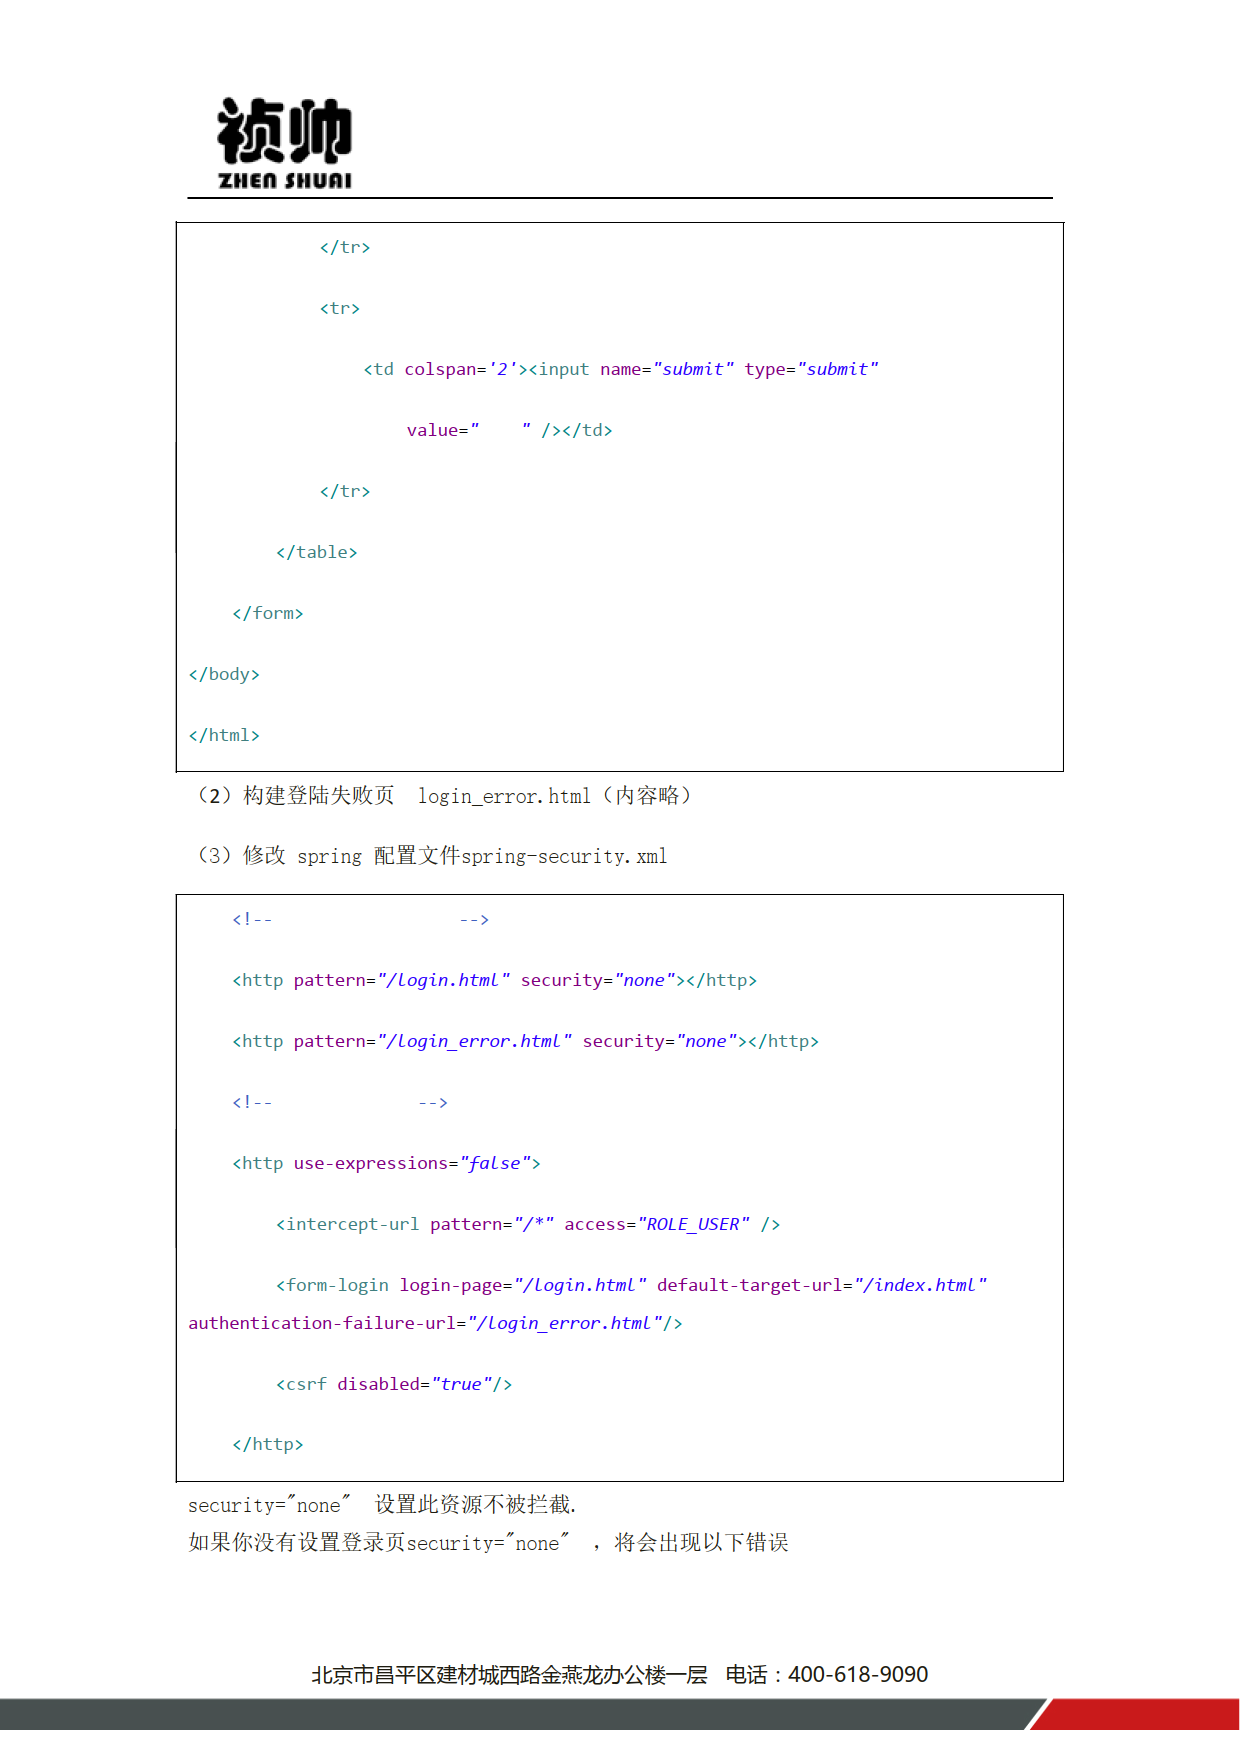 祯帅
ZHEN SHUAI
</tr>
<tr>
<td colspan='2'><input name="submit" type="submit"
value="    " /></td>
</tr>
</table>
</form>
</body>
</html>
（2）构建登陆失败页  login_error.html（内容略）
（3）修改 spring 配置文件spring-security.xml
<!--                  -->
<http pattern="/login.html" security="none"></http>
<http pattern="/login_error.html" security="none"></http>
<!--              -->
<http use-expressions="false">
<intercept-url pattern="/*" access="ROLE_USER" />
<form-login login-page="/login.html" default-target-url="/index.html"
authentication-failure-url="/login_error.html"/>
<csrf disabled="true"/>
</http>
security="none"  设置此资源不被拦截.
如果你没有设置登录页security="none"  ，将会出现以下错误
北京市昌平区建材城西路金燕龙办公楼一层   电话：400-618-9090